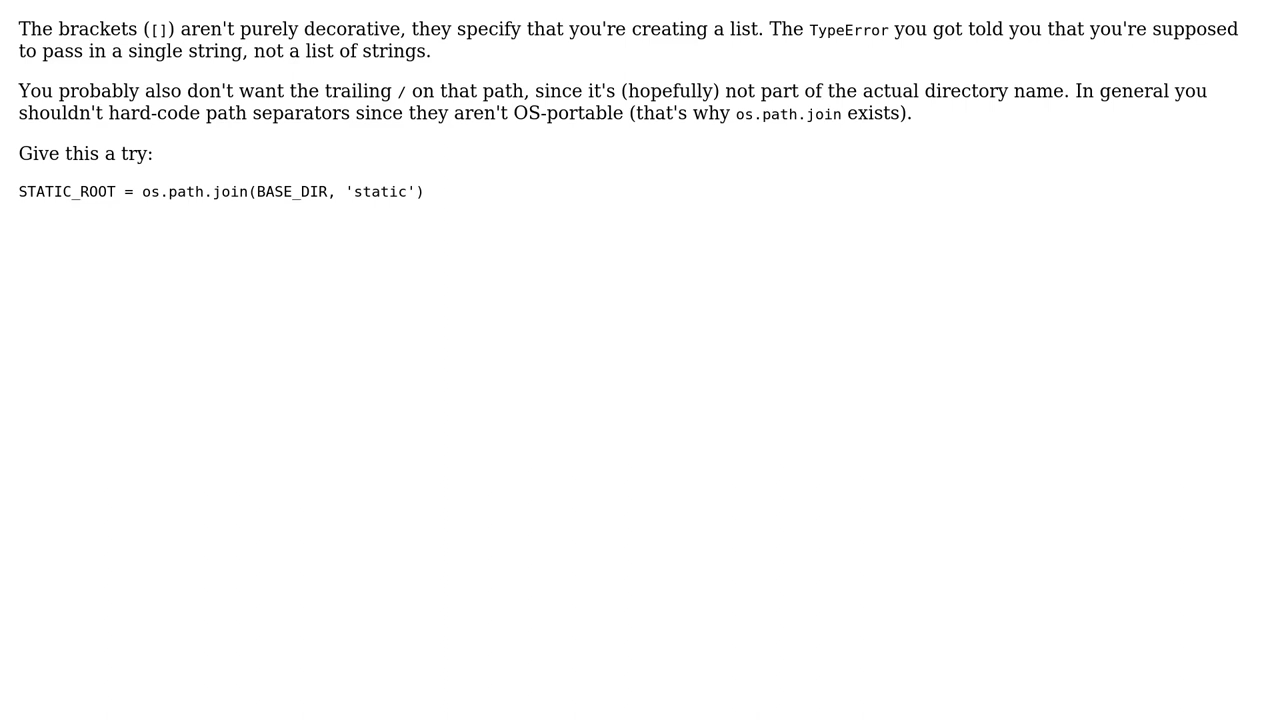 The brackets ([]) aren't purely decorative, they specify that you're creating a list. The TypeError you got told you that you're supposed
to pass in a single string, not a list of strings.
You probably also don't want the trailing / on that path, since it's (hopefully) not part of the actual directory name. In general you
shouldn't hard-code path separators since they aren't OS-portable (that's why os.path.join exists).
Give this a try:
STATIC_ROOT = os.path.join(BASE_DIR, 'static')